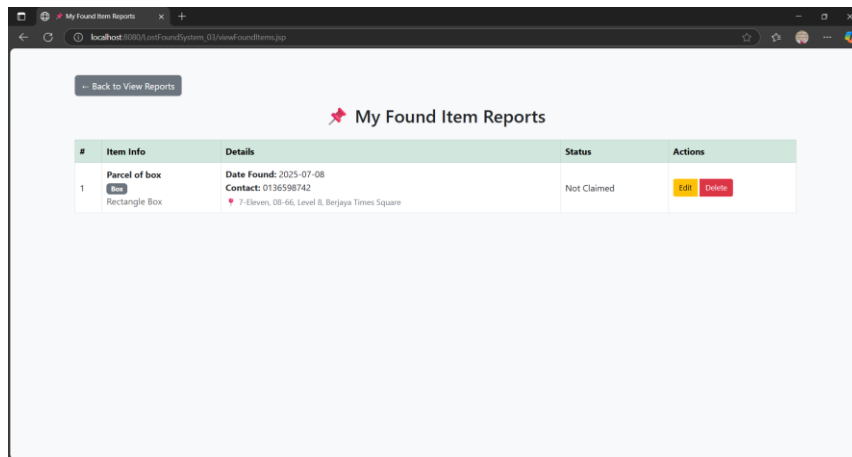 My Found Item Reports
localhost:8080/LostFoundSystem_03/viewFoundItems.jsp
← Back to View Reports
My Found Item Reports
# Item Info Details Status Actions
Parcel of box Date Found: 2025-07-08
1 Box Contact: 0136598742 Not Claimed Edit Delete
Rectangle Box 7-Eleven, 08-66, Level 8, Berjaya Times Square